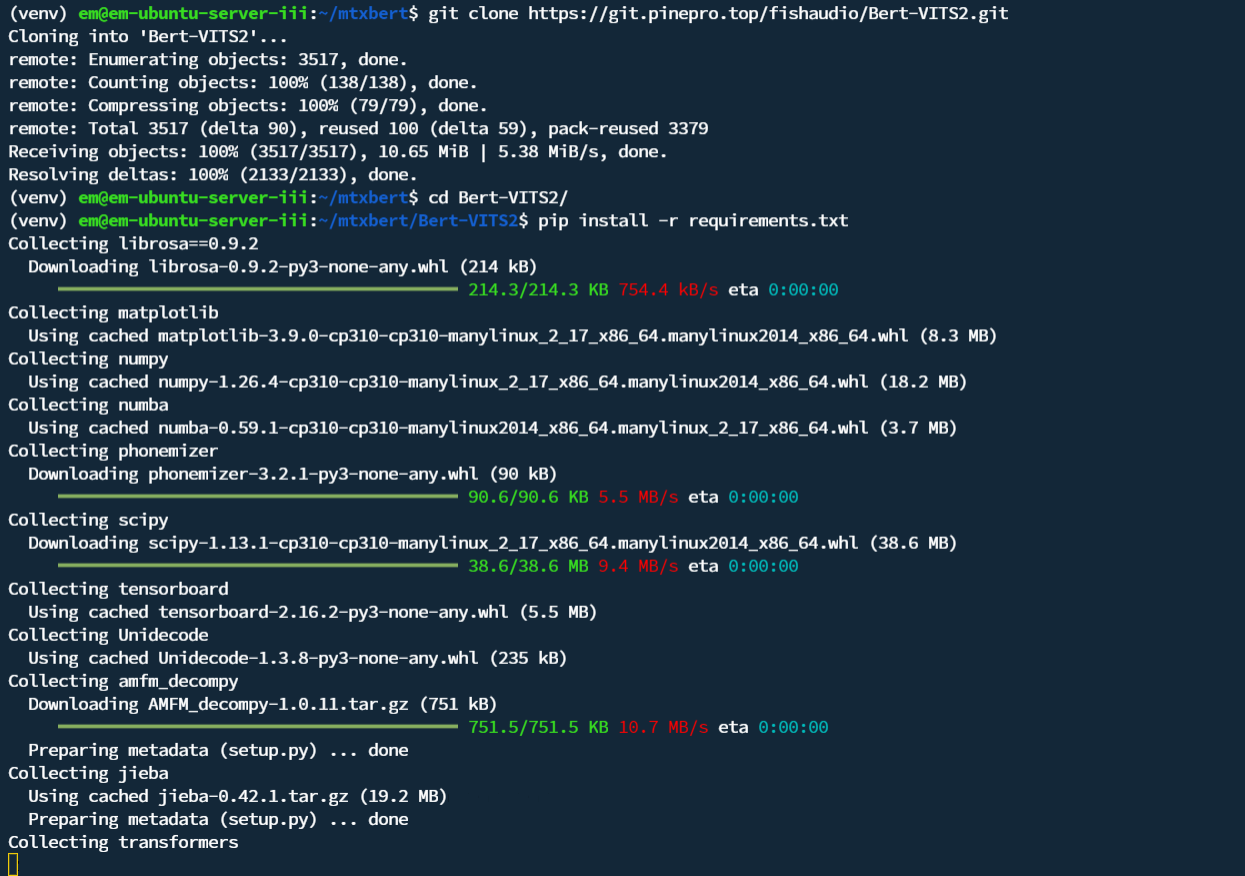 (venv) em@em-ubuntu-server-iii:~/mtxbert$ git clone https://git.pinepro.top/fishaudio/Bert-VITS2.git
Cloning into 'Bert-VITS2'...
remote: Enumerating objects: 3517, done.
remote: Counting objects: 100% (138/138), done.
remote: Compressing objects: 100% (79/79), done.
remote: Total 3517 (delta 90), reused 100 (delta 59), pack-reused 3379
Receiving objects: 100% (3517/3517), 10.65 MiB | 5.38 MiB/s, done.
Resolving deltas: 100% (2133/2133), done.
(venv) em@em-ubuntu-server-iii:~/mtxbert$ cd Bert-VITS2/
(venv) em@em-ubuntu-server-iii:~/mtxbert/Bert-VITS2$ pip install -r requirements.txt
Collecting librosa==0.9.2
  Downloading librosa-0.9.2-py3-none-any.whl (214 kB)
214.3/214.3 KB 754.4 kB/s eta 0:00:00
Collecting matplotlib
  Using cached matplotlib-3.9.0-cp310-cp310-manylinux_2_17_x86_64.manylinux2014_x86_64.whl (8.3 MB)
Collecting numpy
  Using cached numpy-1.26.4-cp310-cp310-manylinux_2_17_x86_64.manylinux2014_x86_64.whl (18.2 MB)
Collecting numba
  Using cached numba-0.59.1-cp310-cp310-manylinux2014_x86_64.manylinux_2_17_x86_64.whl (3.7 MB)
Collecting phonemizer
  Downloading phonemizer-3.2.1-py3-none-any.whl (90 kB)
90.6/90.6 KB 5.5 MB/s eta 0:00:00
Collecting scipy
  Downloading scipy-1.13.1-cp310-cp310-manylinux_2_17_x86_64.manylinux2014_x86_64.whl (38.6 MB)
38.6/38.6 MB 9.4 MB/s eta 0:00:00
Collecting tensorboard
  Using cached tensorboard-2.16.2-py3-none-any.whl (5.5 MB)
Collecting Unidecode
  Using cached Unidecode-1.3.8-py3-none-any.whl (235 kB)
Collecting amfm_decompy
  Downloading AMFM_decompy-1.0.11.tar.gz (751 kB)
751.5/751.5 KB 10.7 MB/s eta 0:00:00
  Preparing metadata (setup.py) ... done
Collecting jieba
  Using cached jieba-0.42.1.tar.gz (19.2 MB)
  Preparing metadata (setup.py) ... done
Collecting transformers